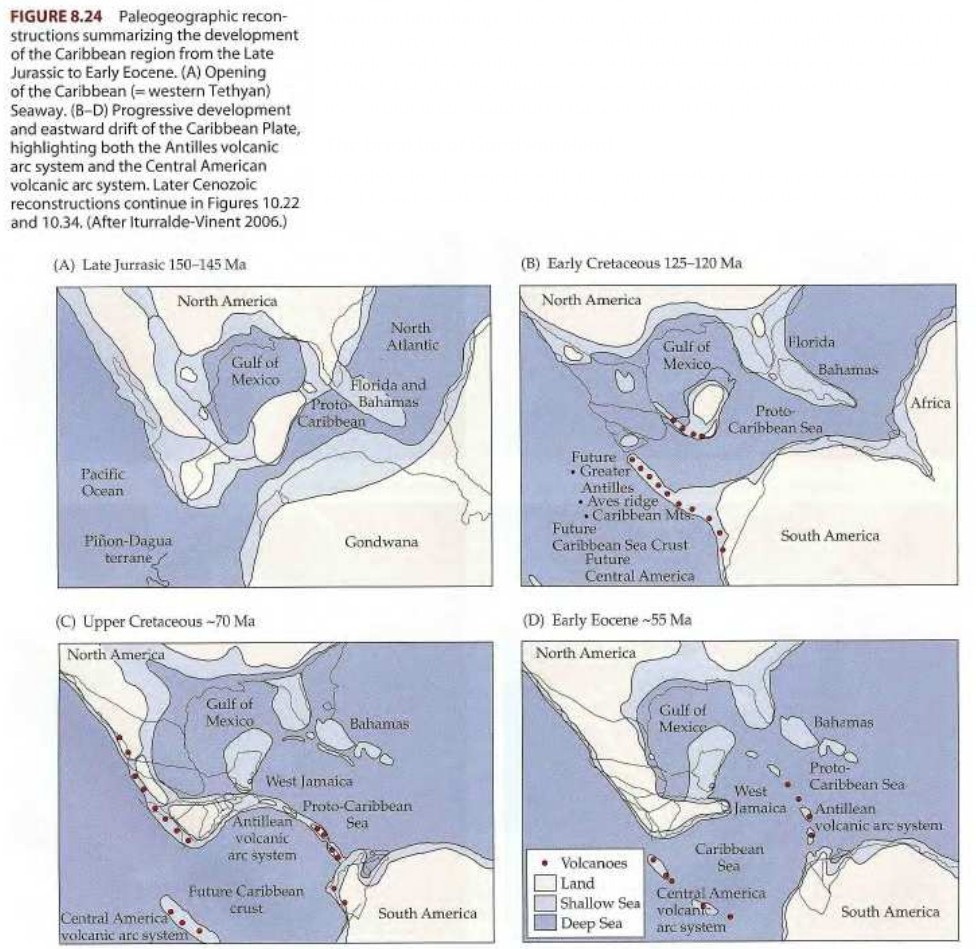 FIGURE 8.24 Paleogeographic recon-
structions summarizing the development
of the Caribbean region from the Late
Jurassic to Early Eocene. (A) Opening
of the Caribbean (= western Tethyan)
Seaway. (B–D) Progressive development
and eastward drift of the Caribbean Plate,
highlighting both the Antilles volcanic
arc system and the Central American
volcanic arc system. Later Cenozoic
reconstructions continue in Figures 10.22
and 10.34. (After Iturralde-Vinent 2006.)
(A) Late Jurrasic 150–145 Ma
North America
North
Atlantic
Gulf of
Mexico
Florida and
Bahamas
Proto-
Caribbean
Pacific
Ocean
Piñon-Dagua
terrane
Gondwana
(B) Early Cretaceous 125–120 Ma
North America
Gulf of
Mexico
Florida
Bahamas
Africa
Proto-
Caribbean Sea
Future
• Greater
Antilles
• Aves ridge
• Caribbean Mts.
Future
Caribbean Sea Crust
Future
Central America
South America
(C) Upper Cretaceous ~70 Ma
North America
Gulf of
Mexico
Bahamas
West Jamaica
Proto-Caribbean
Sea
Antillean
volcanic
arc system
Future Caribbean
crust
Central America
volcanic arc system
South America
(D) Early Eocene ~55 Ma
North America
Gulf of
Mexico
Bahamas
Proto-
Caribbean Sea
West
Jamaica
Antillean
volcanic arc system
Caribbean
Sea
Central America
volcanic
arc system
South America
Volcanoes
Land
Shallow Sea
Deep Sea